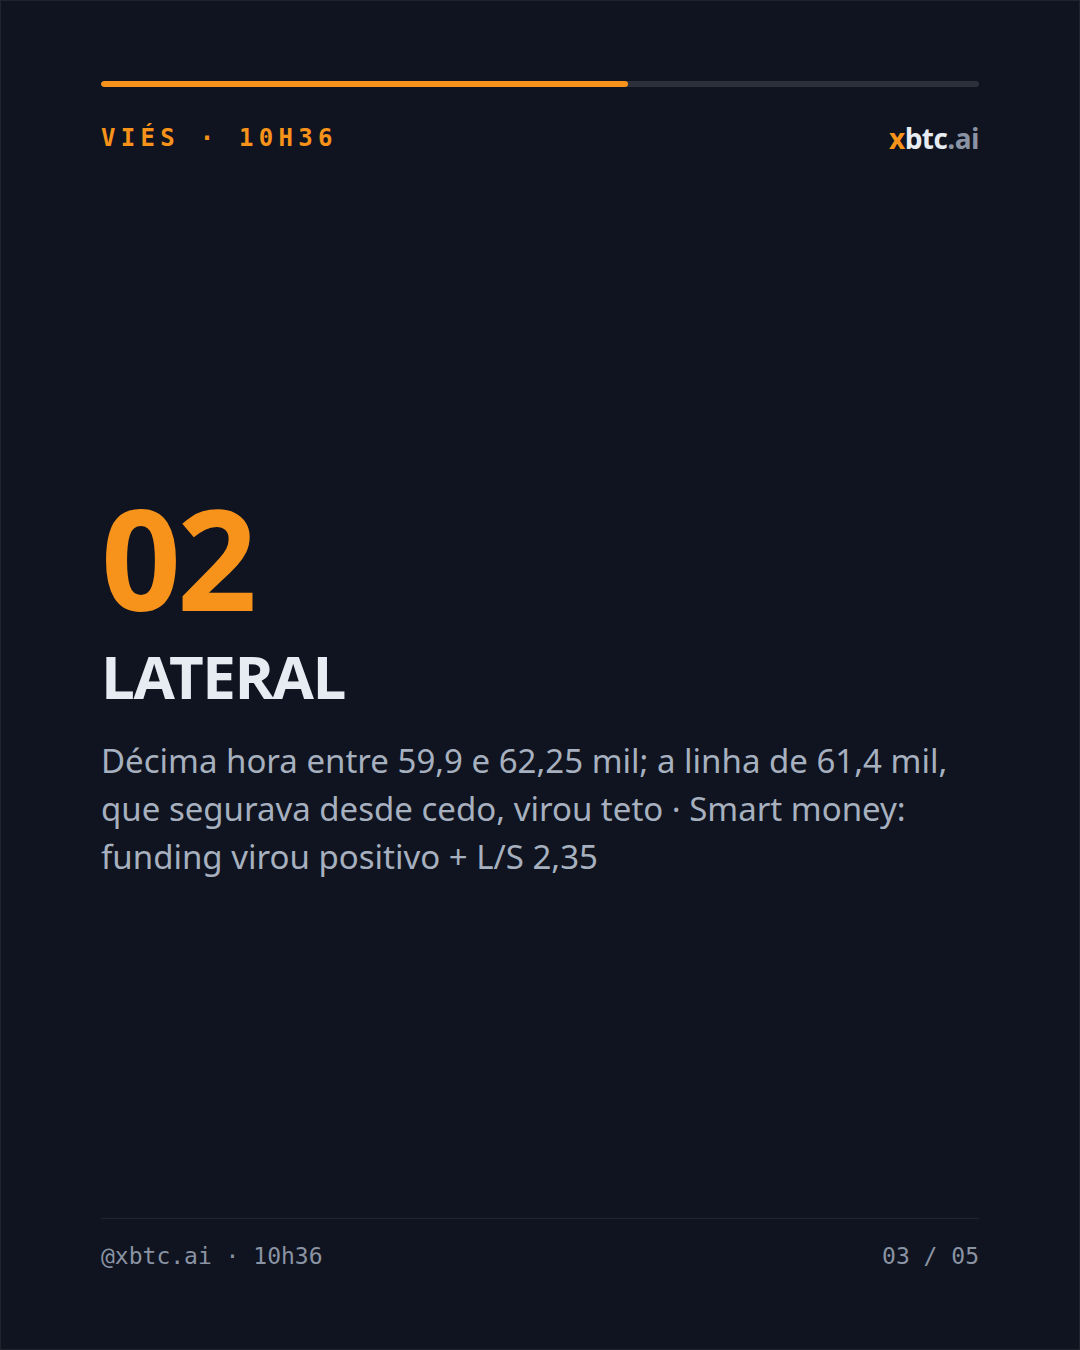 VIÉS · 10H36
xbtc.ai
02
LATERAL
Décima hora entre 59,9 e 62,25 mil; a linha de 61,4 mil,
que segurava desde cedo, virou teto · Smart money:
funding virou positivo + L/S 2,35
@xbtc.ai · 10h36
03 / 05